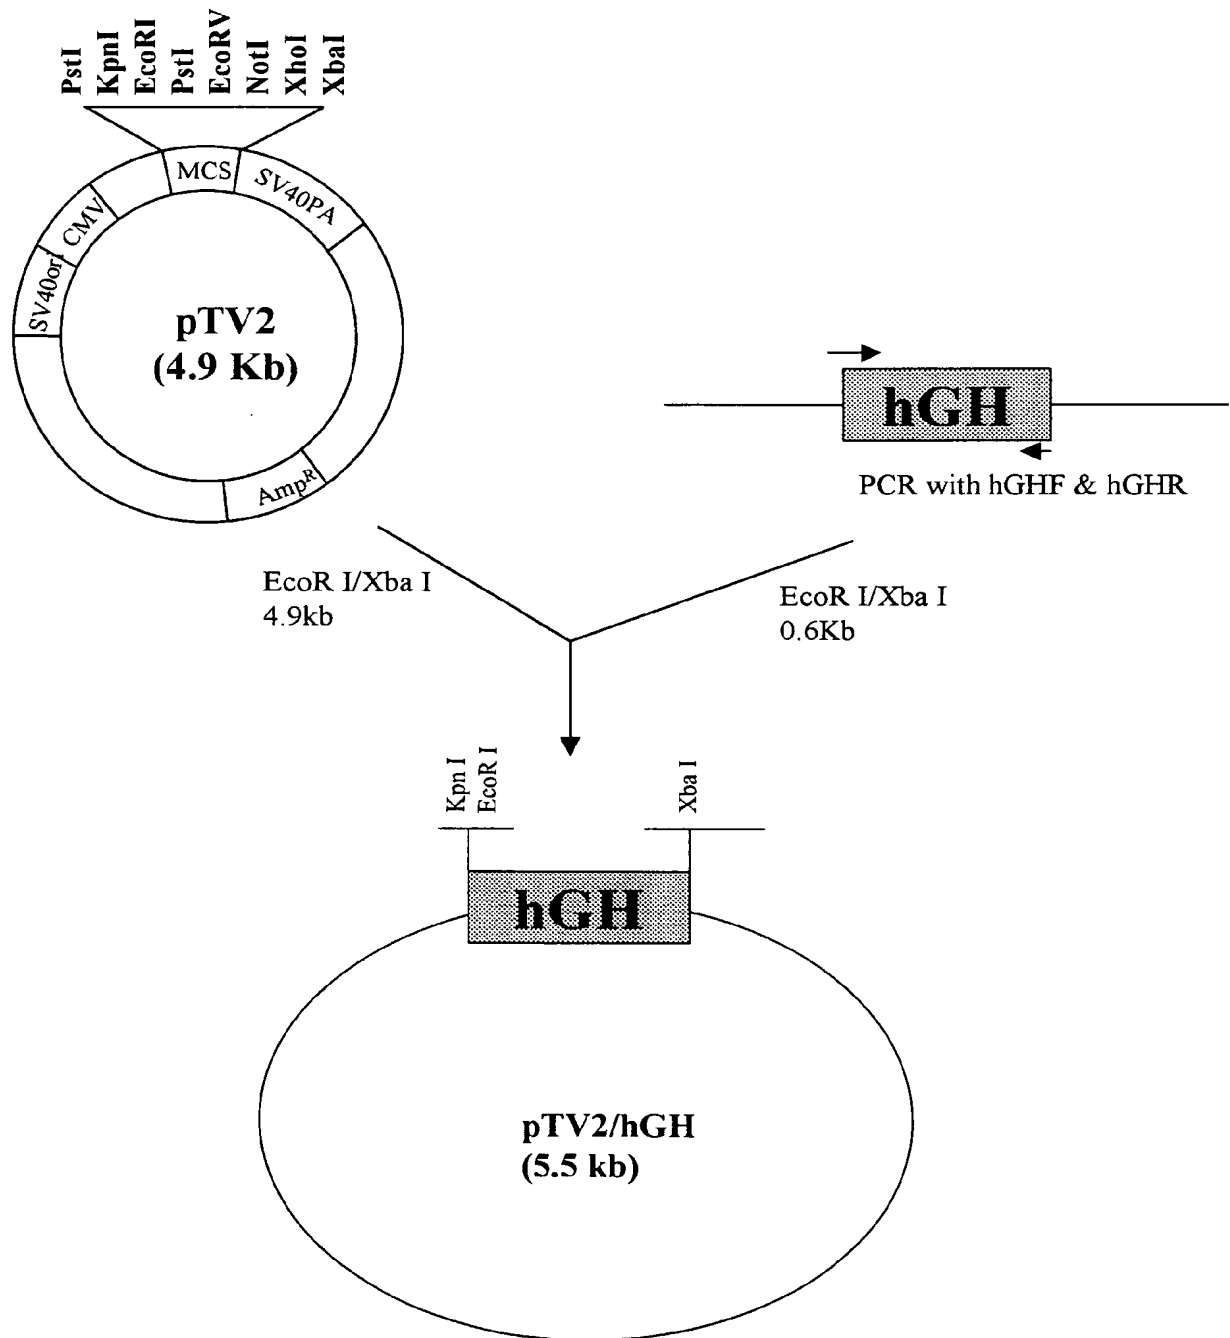 PstI
KpnI
EcoRI
PstI
EcoRV
NotI
XhoI
XbaI
MCS
SV40PA
CMV
SV40ori
pTV2
(4.9 Kb)
AmpR
hGH
PCR with hGHF & hGHR
EcoR I/Xba I
4.9kb
EcoR I/Xba I
0.6Kb
Kpn I
EcoR I
Xba I
hGH
pTV2/hGH
(5.5 kb)